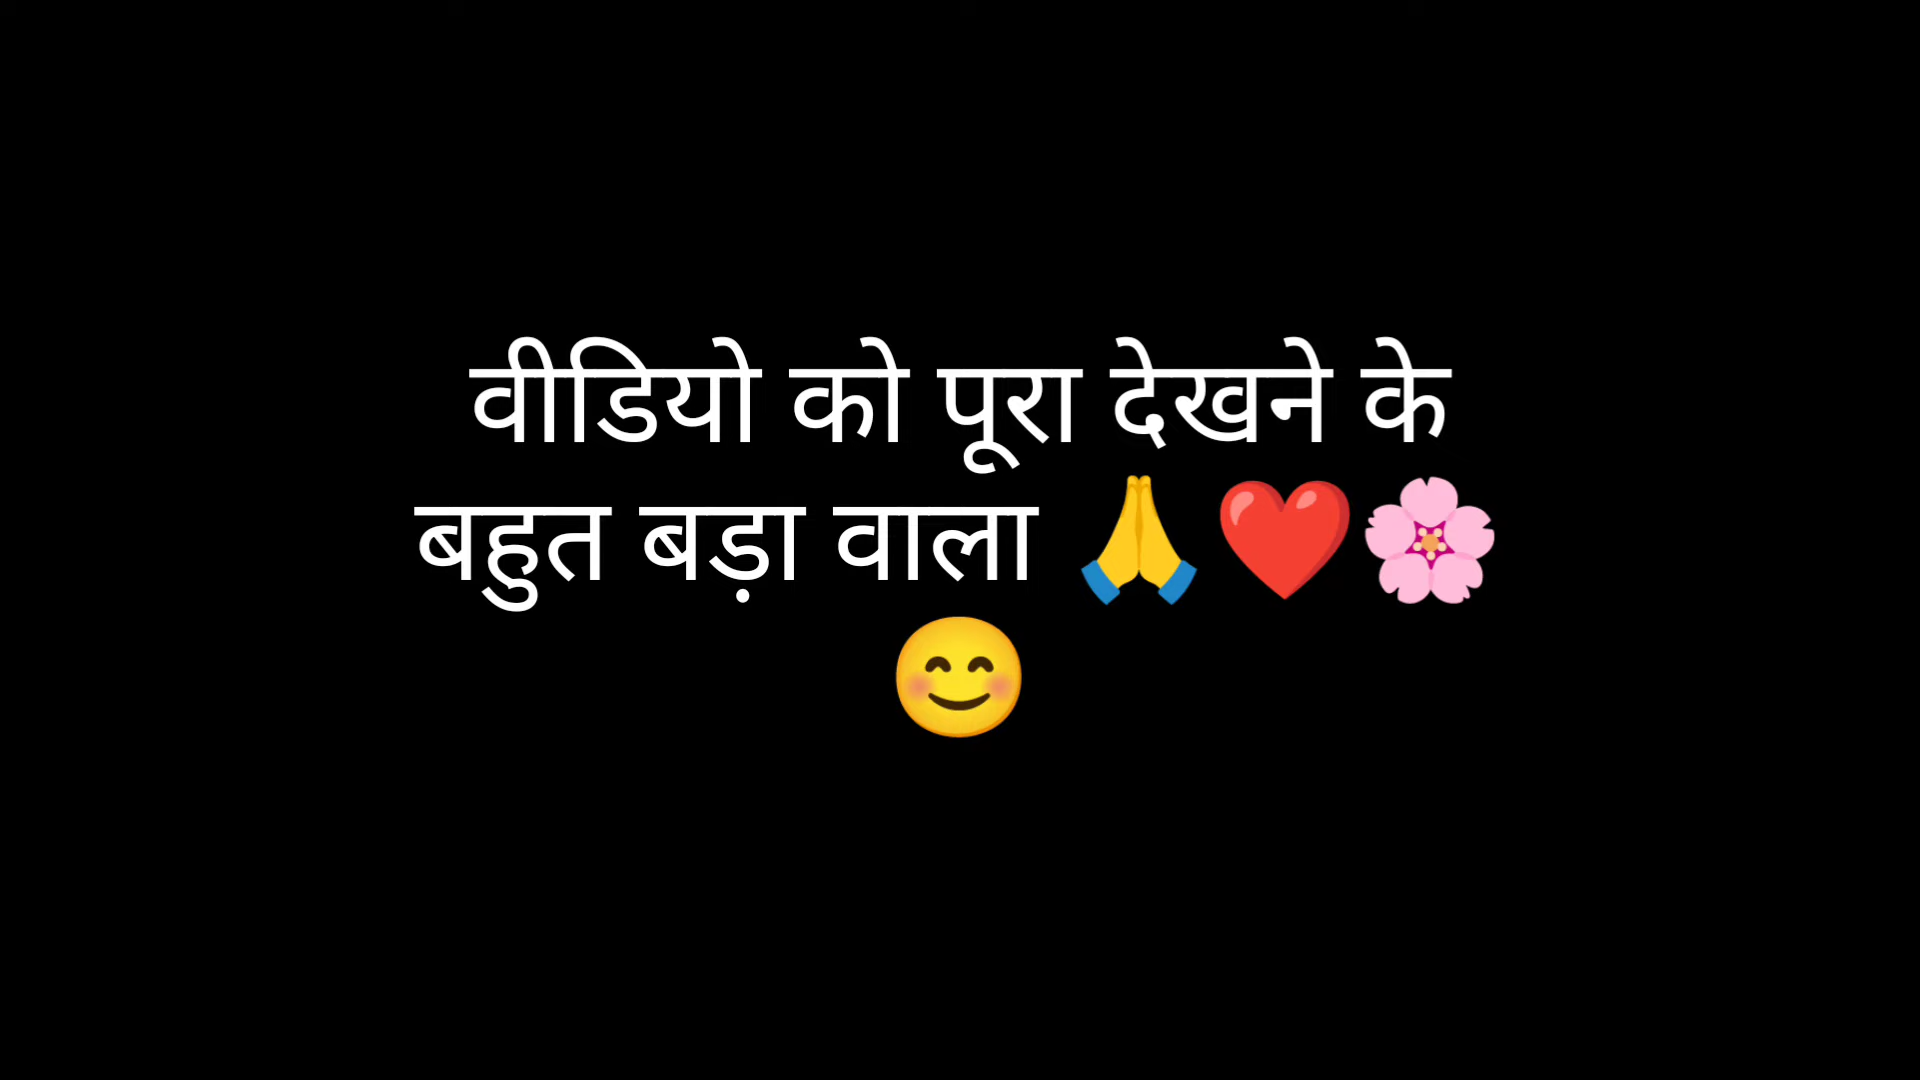 वीडियो को पूरा देखने के
बहुत बड़ा वाला 🙏❤️🌸
😊